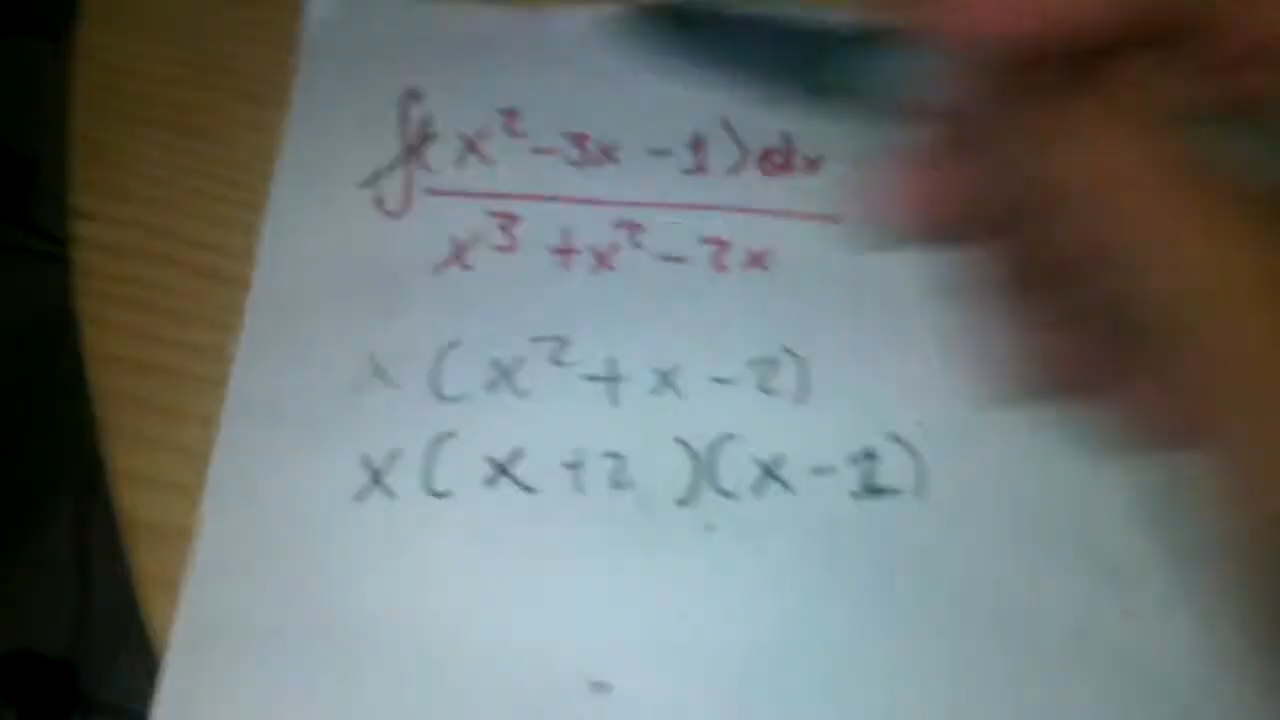 ∫(x²-3x-1)dx
x³+x²-2x
x(x²+x-2)
x(x+2)(x-1)